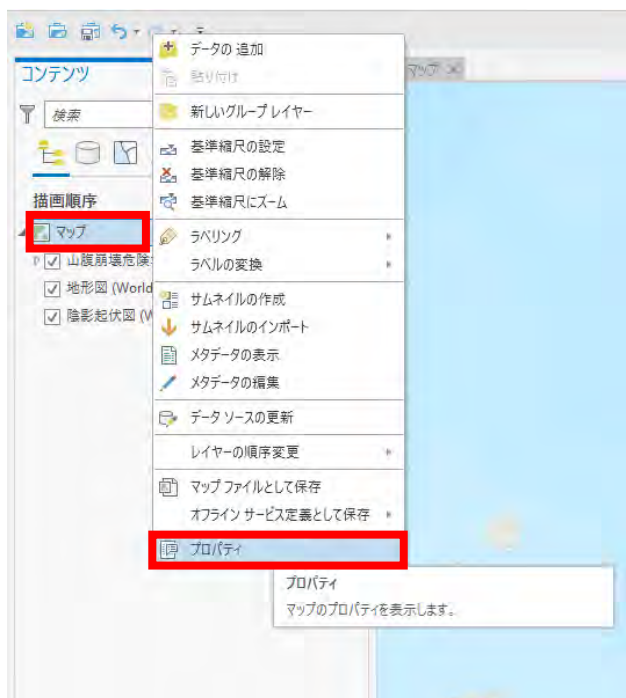 コンテンツ
検索
描画順序
マップ
山腹崩壊危険
地形図 (World
陰影起伏図 (W
データの 追加
貼り付け
新しいグループ レイヤー
基準縮尺の設定
基準縮尺の解除
基準縮尺にズーム
ラベリング
ラベルの変換
サムネイルの作成
サムネイルのインポート
メタデータの表示
メタデータの編集
データ ソースの更新
レイヤーの順序変更
マップ ファイルとして保存
オフライン サービス定義として保存
プロパティ
マップ
プロパティ
マップのプロパティを表示します。